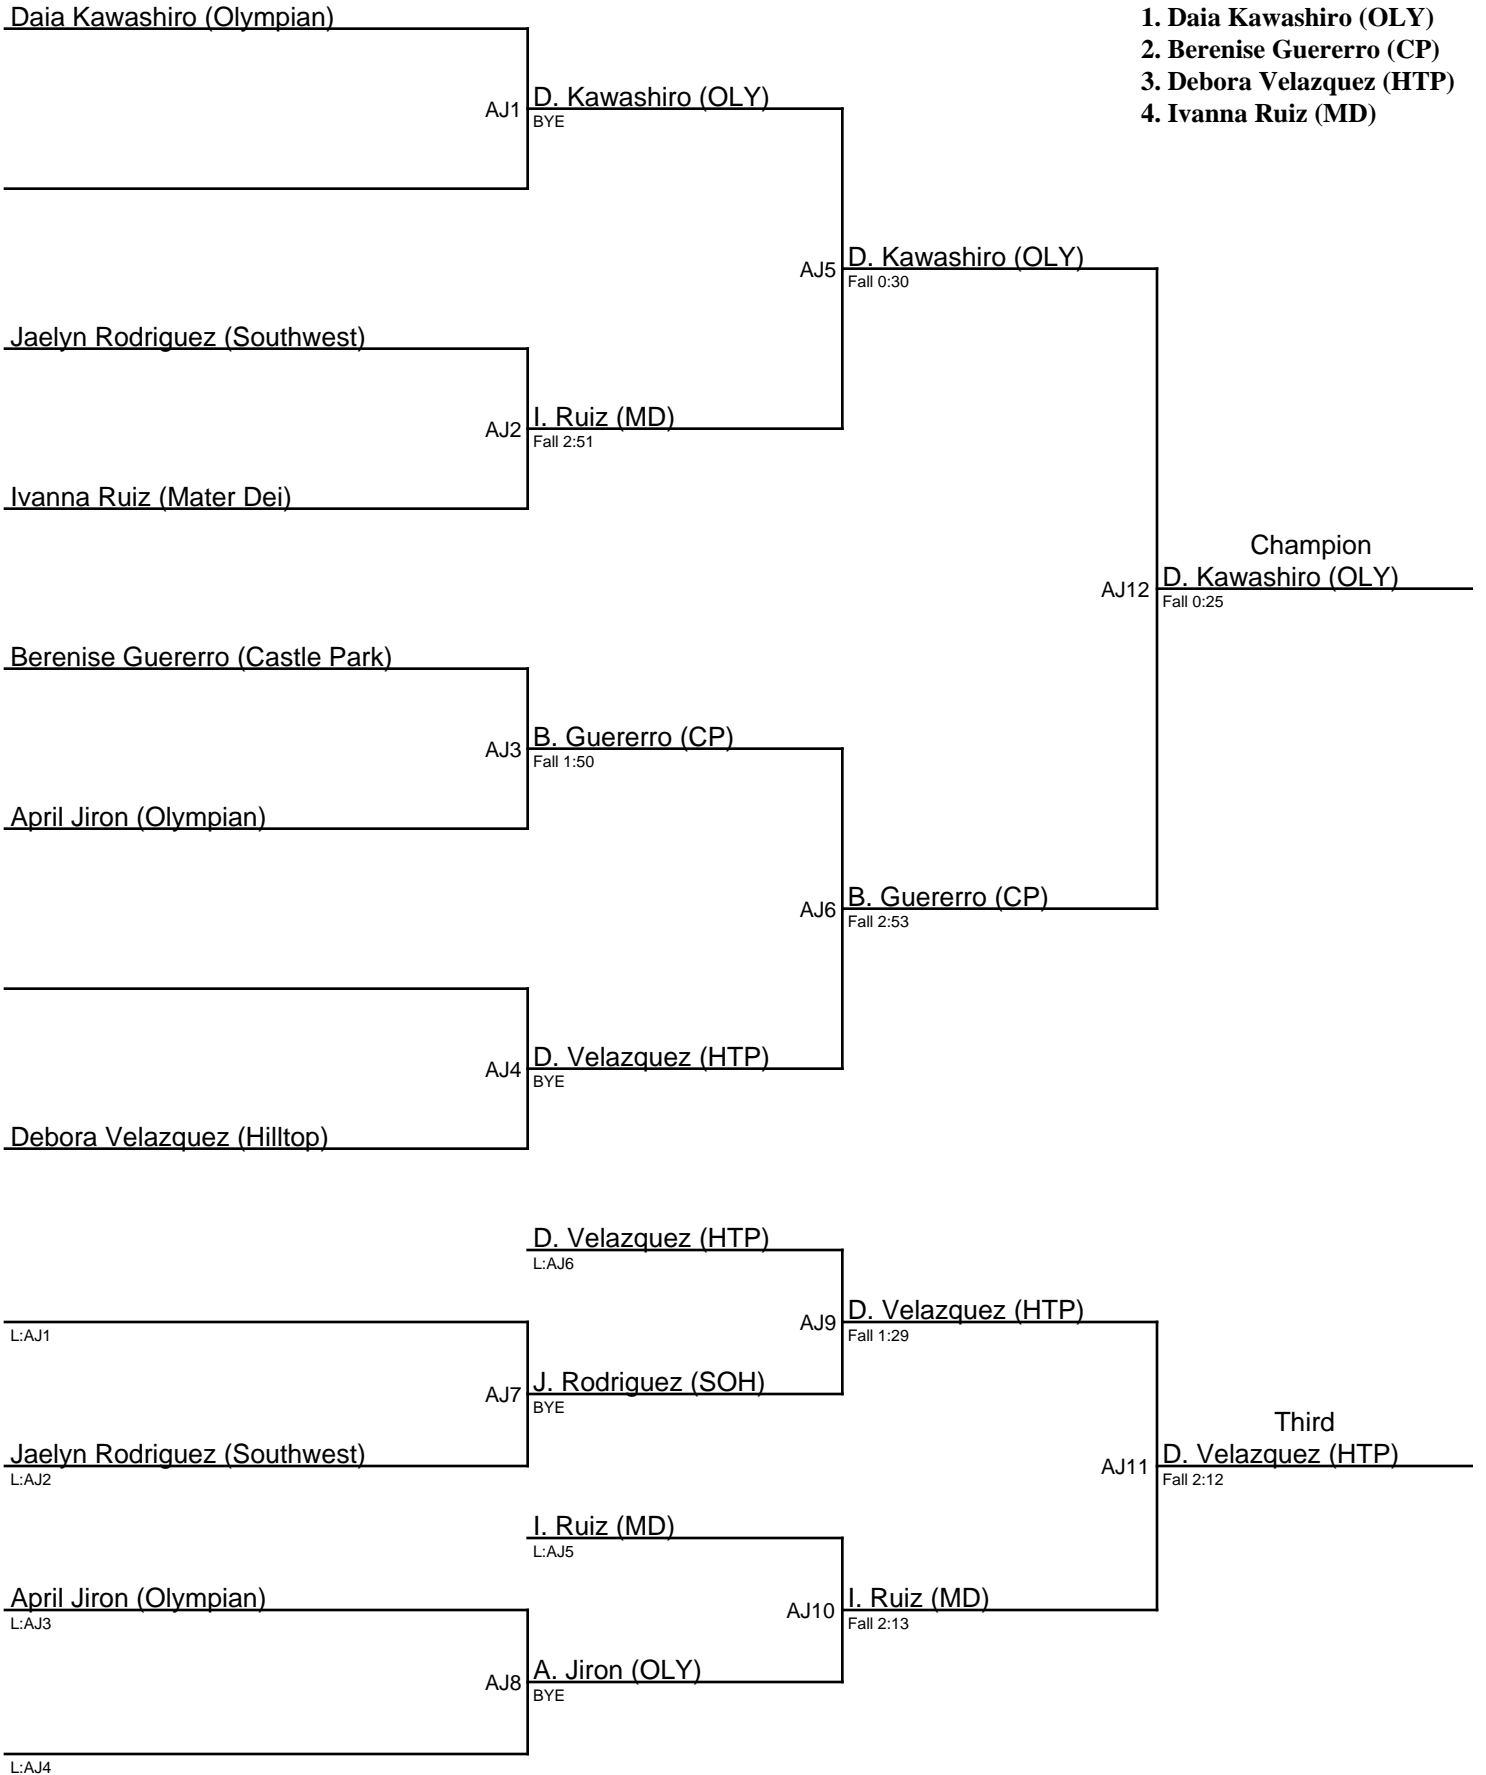 Daia Kawashiro (Olympian)
1. Daia Kawashiro (OLY)
2. Berenise Guererro (CP)
3. Debora Velazquez (HTP)
4. Ivanna Ruiz (MD)
AJ1
D. Kawashiro (OLY)
BYE
AJ5
D. Kawashiro (OLY)
Fall 0:30
Jaelyn Rodriguez (Southwest)
AJ2
I. Ruiz (MD)
Fall 2:51
Ivanna Ruiz (Mater Dei)
Champion
AJ12
D. Kawashiro (OLY)
Fall 0:25
Berenise Guererro (Castle Park)
AJ3
B. Guererro (CP)
Fall 1:50
April Jiron (Olympian)
AJ6
B. Guererro (CP)
Fall 2:53
AJ4
D. Velazquez (HTP)
BYE
Debora Velazquez (Hilltop)
D. Velazquez (HTP)
L:AJ6
AJ9
D. Velazquez (HTP)
Fall 1:29
L:AJ1
AJ7
J. Rodriguez (SOH)
BYE
Jaelyn Rodriguez (Southwest)
L:AJ2
Third
AJ11
D. Velazquez (HTP)
Fall 2:12
I. Ruiz (MD)
L:AJ5
April Jiron (Olympian)
L:AJ3
AJ10
I. Ruiz (MD)
Fall 2:13
AJ8
A. Jiron (OLY)
BYE
L:AJ4